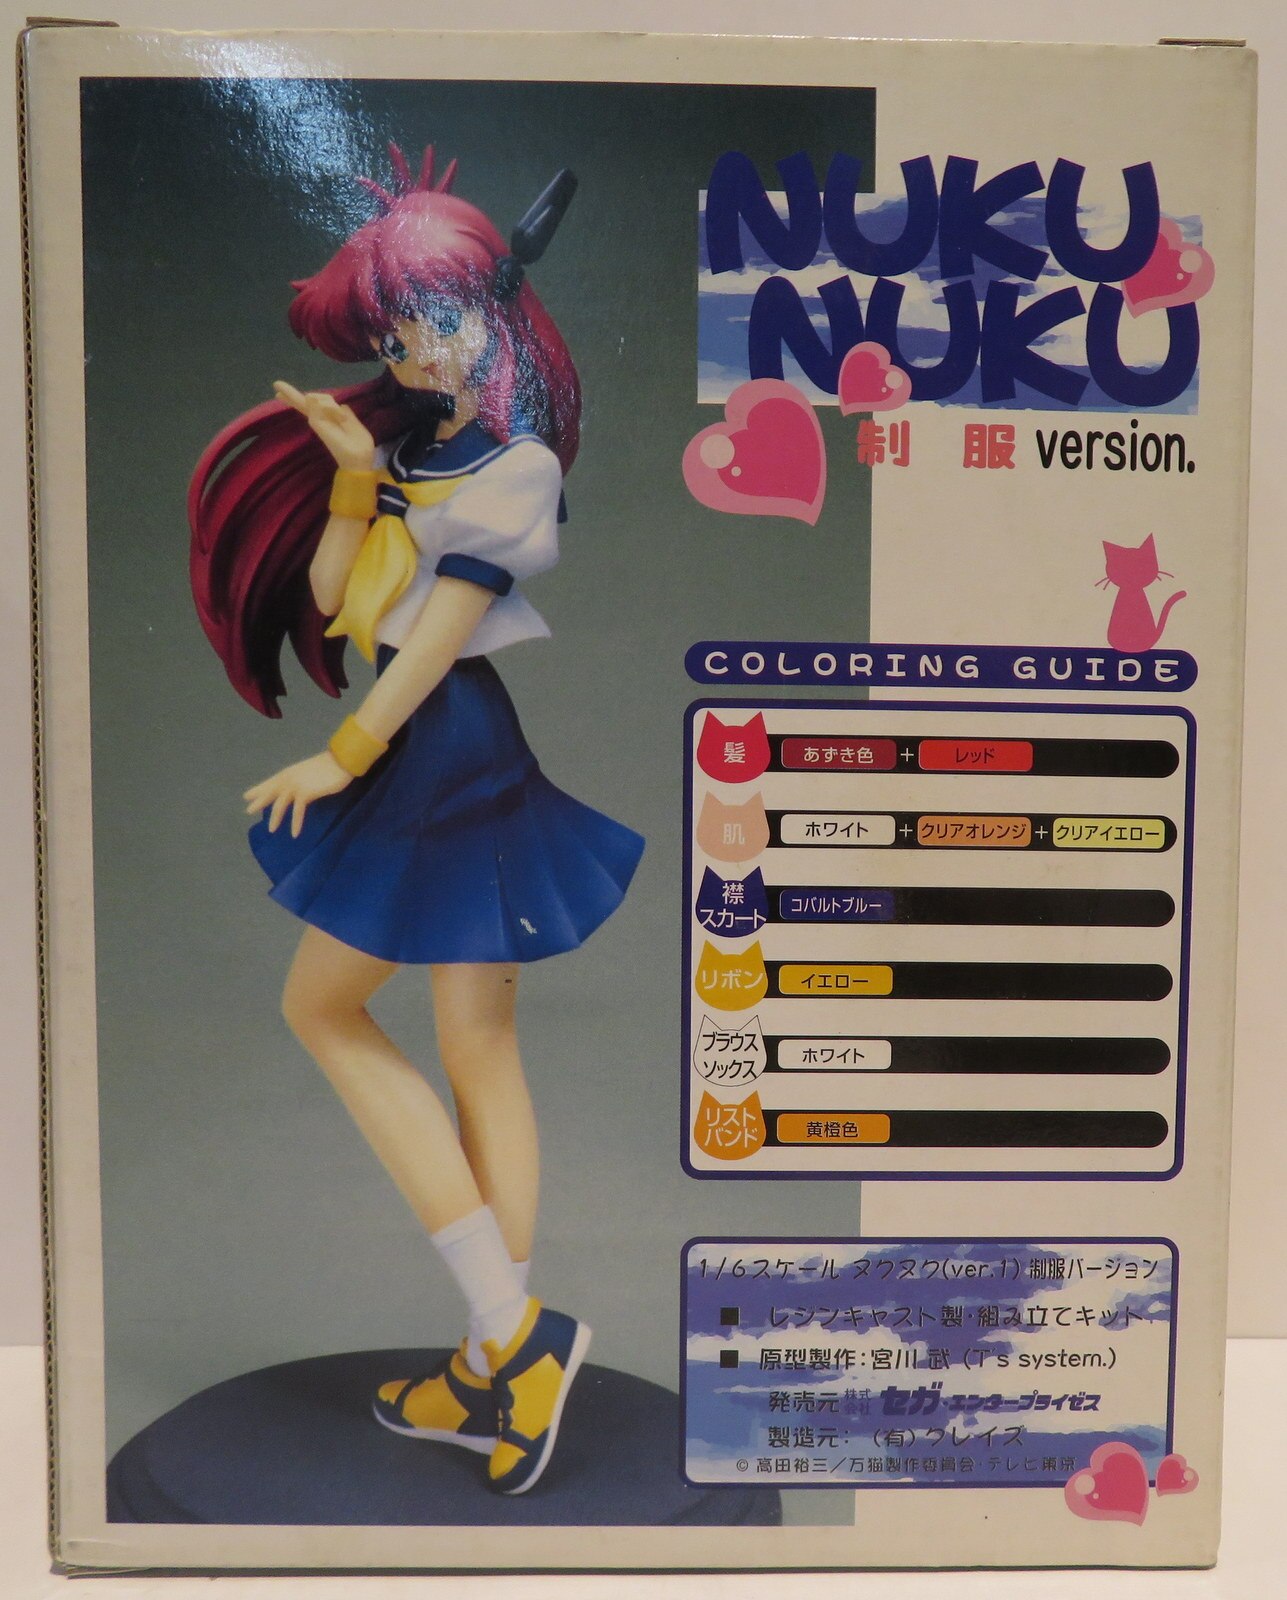 NUKU
NUKU
制服 version.
COLORING GUIDE
髪 あずき色 + レッド
肌 ホワイト + クリアオレンジ + クリアイエロー
襟
スカート コバルトブルー
リボン イエロー
ブラウス
ソックス ホワイト
リスト
バンド 黄橙色
1/6スケール ヌクヌク(ver.1) 制服バージョン
■ レジンキャスト製・組み立てキット
■ 原型製作:宮川 武 (T's system.)
発売元 株式会社 セガ・エンタープライゼス
製造元: (有)クレイズ
© 高田裕三/万猫製作委員会・テレビ東京